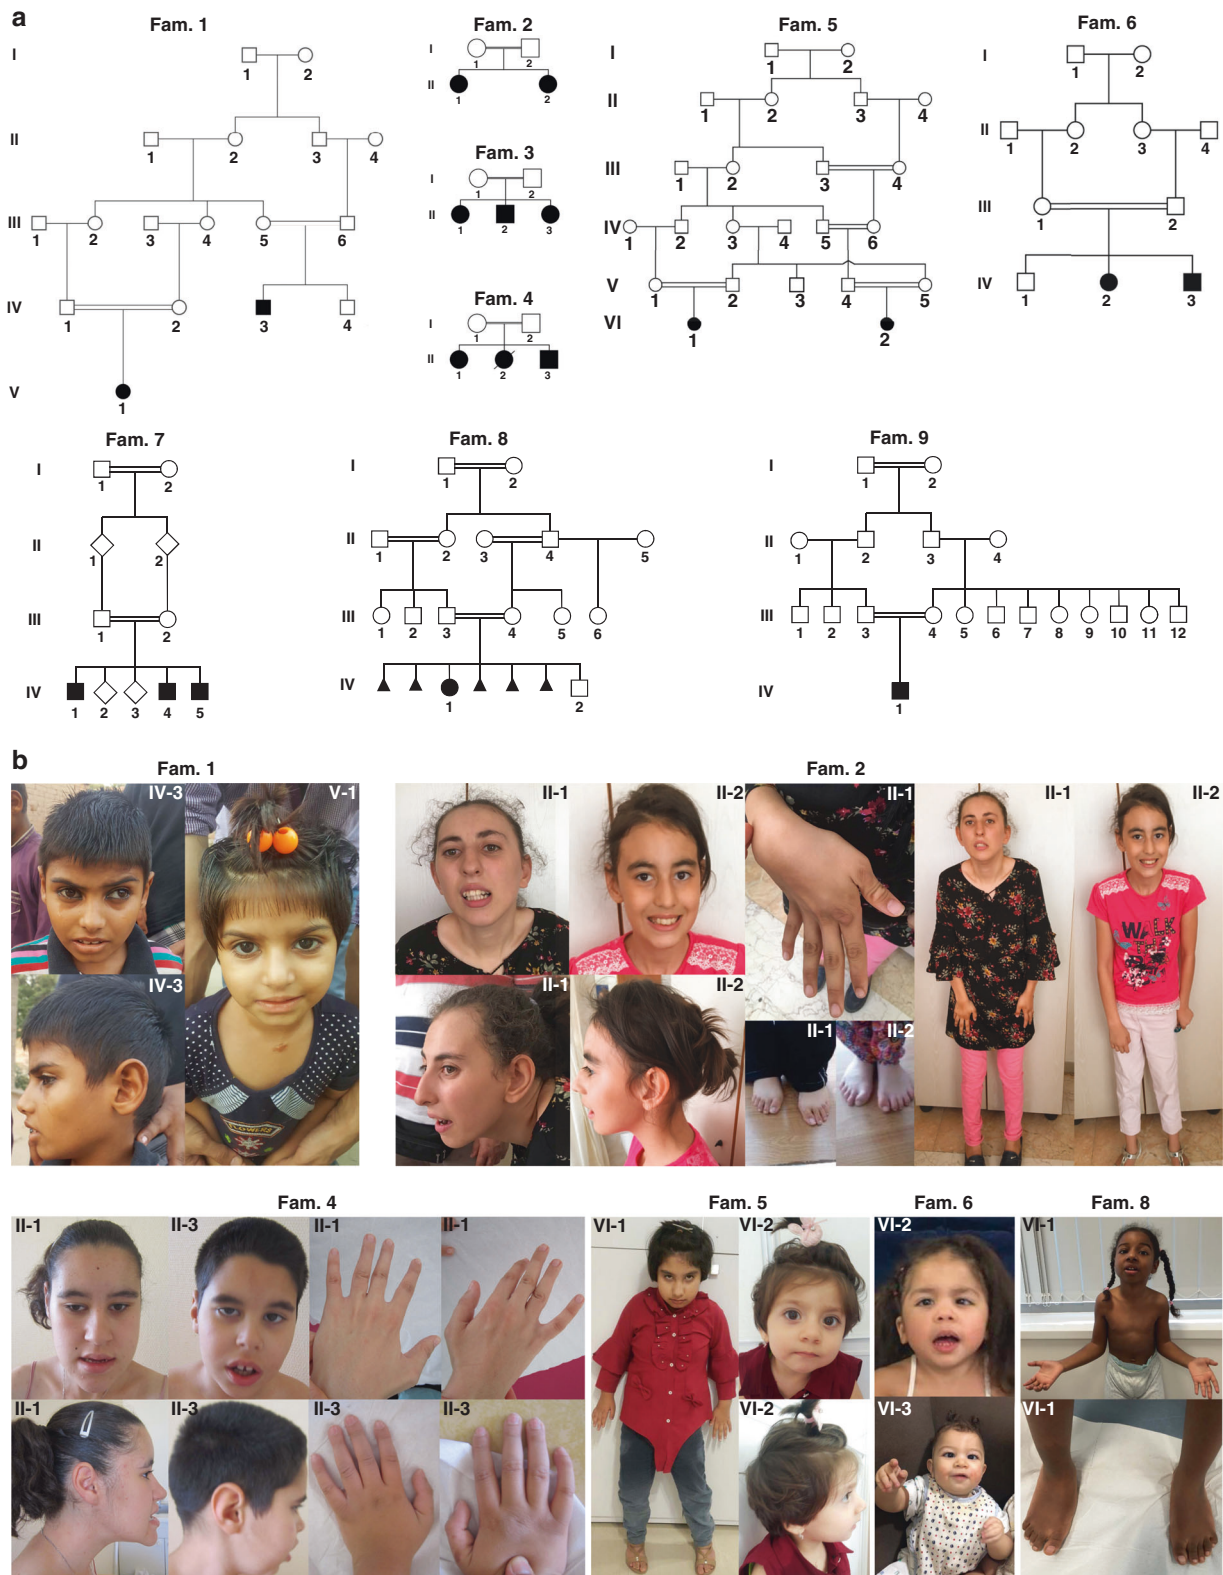 a
Fam. 1
I
1 2
II
1 2 3 4
III
1 2 3 4 5 6
IV
1 2 3 4
V
1
Fam. 2
I
1 2
II
1 2
Fam. 3
I
1 2
II
1 2 3
Fam. 4
I
1 2
II
1 2 3
Fam. 5
I
1 2
II
1 2 3 4
III
1 2 3 4
IV
1 2 3 4 5 6
V
1 2 3 4 5
VI
1 2
Fam. 6
I
1 2
II
1 2 3 4
III
1 2
IV
1 2 3
Fam. 7
I
1 2
II
1 2
III
1 2
IV
1 2 3 4 5
Fam. 8
I
1 2
II
1 2 3 4 5
III
1 2 3 4 5 6
IV
1 2
Fam. 9
I
1 2
II
1 2 3 4
III
1 2 3 4 5 6 7 8 9 10 11 12
IV
1
b
Fam. 1
IV-3 V-1
IV-3
FLOWERS
Fam. 2
II-1 II-2 II-1 II-1 II-2
WALK
THE
II-1 II-2
II-1 II-2
Fam. 4
II-1 II-3 II-1 II-1
II-1 II-3 II-3 II-3
Fam. 5
VI-1 VI-2
VI-2
Fam. 6
VI-2
VI-3
Fam. 8
VI-1
VI-1